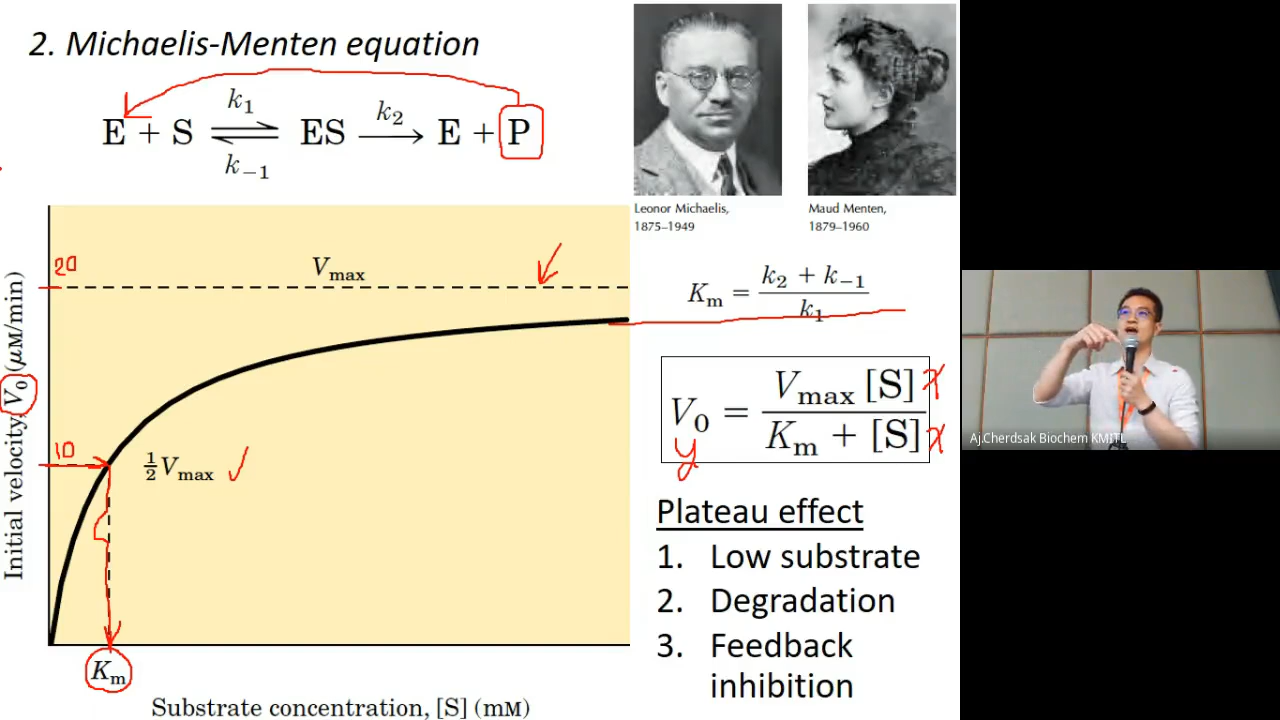 2. Michaelis-Menten equation
k1
k2
E + S ⇌ ES → E + P
k−1
Leonor Michaelis,
1875–1949
Maud Menten,
1879–1960
20
Vmax
10
½ Vmax ✓
Initial velocity, V0 (μM/min)
Km
Substrate concentration, [S] (mM)
Km = (k2 + k−1) / k1
V0 = Vmax [S] / (Km + [S])
x
x
y
Plateau effect
1. Low substrate
2. Degradation
3. Feedback
inhibition
Aj.Cherdsak Biochem KMITL